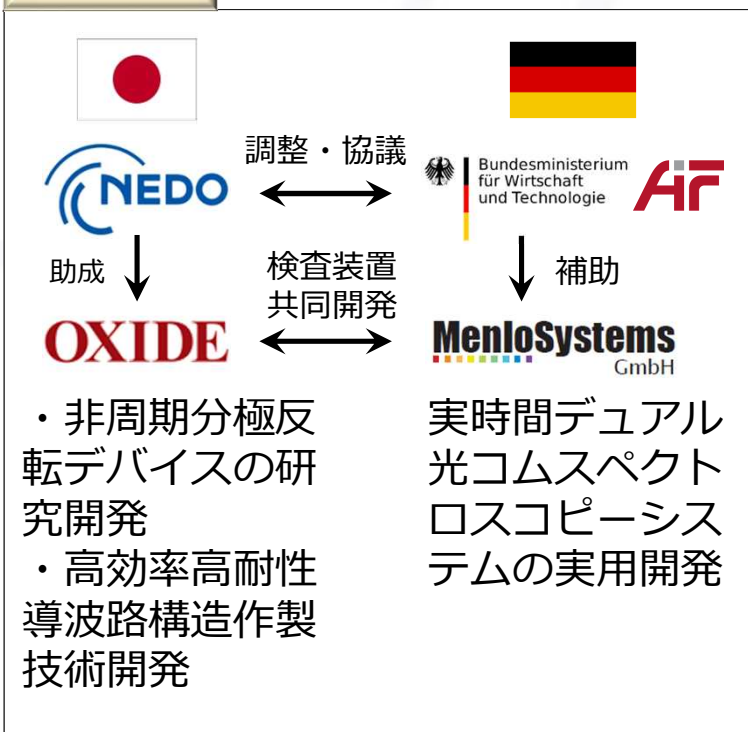 NEDO
調整・協議
Bundesministerium
für Wirtschaft
und Technologie
AiF
助成
検査装置
共同開発
補助
OXIDE
MenloSystems
GmbH
・非周期分極反
転デバイスの研
究開発
・高効率高耐性
導波路構造作製
技術開発
実時間デュアル
光コムスペクト
ロスコピーシス
テムの実用開発